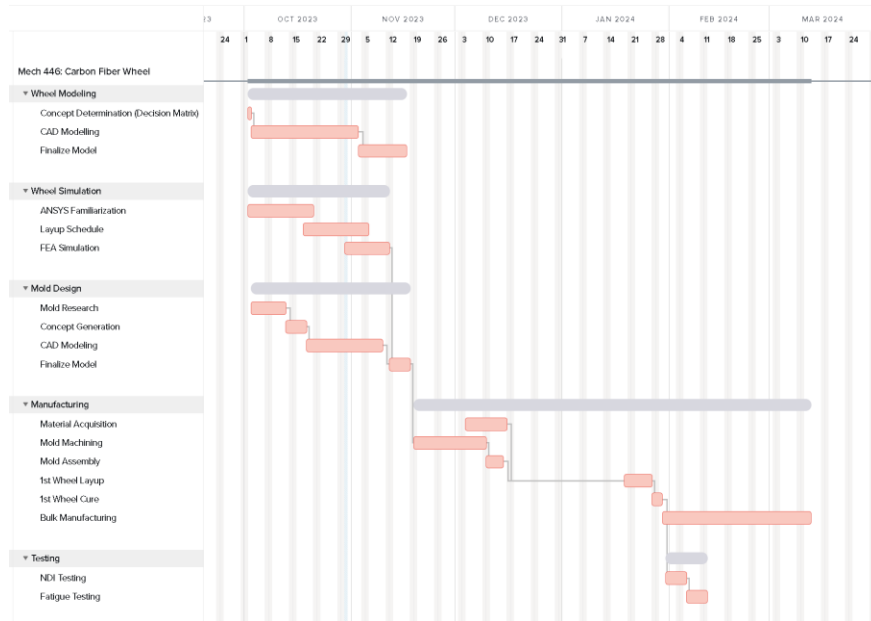 23 OCT 2023 NOV 2023 DEC 2023 JAN 2024 FEB 2024 MAR 2024
24 1 8 15 22 29 5 12 19 26 3 10 17 24 31 7 14 21 28 4 11 18 25 3 10 17 24
Mech 446: Carbon Fiber Wheel
Wheel Modeling
Concept Determination (Decision Matrix)
CAD Modelling
Finalize Model
Wheel Simulation
ANSYS Familiarization
Layup Schedule
FEA Simulation
Mold Design
Mold Research
Concept Generation
CAD Modeling
Finalize Model
Manufacturing
Material Acquisition
Mold Machining
Mold Assembly
1st Wheel Layup
1st Wheel Cure
Bulk Manufacturing
Testing
NDI Testing
Fatigue Testing